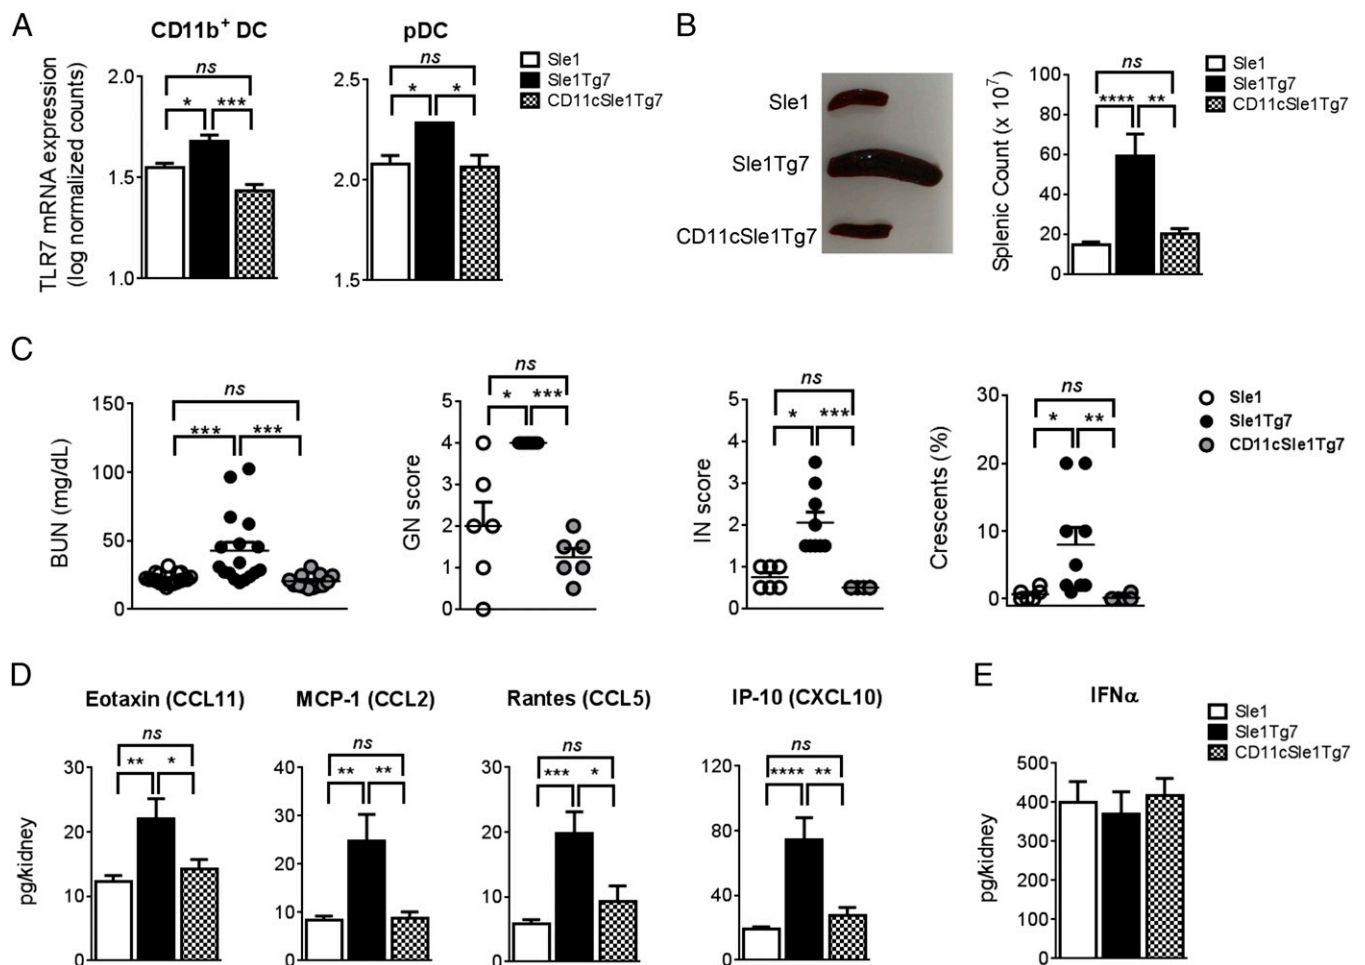 A
CD11b+ DC
pDC
TLR7 mRNA expression
(log normalized counts)
2.0
1.5
1.0
ns
* ***
2.5
2.0
1.5
ns
* *
Sle1
Sle1Tg7
CD11cSle1Tg7
B
Sle1
Sle1Tg7
CD11cSle1Tg7
Splenic Count (x 10^7)
100
80
60
40
20
0
ns
**** **
Sle1
Sle1Tg7
CD11cSle1Tg7
C
BUN (mg/dL)
150
100
50
0
ns
*** ***
GN score
5
4
3
2
1
0
ns
* ***
IN score
5
4
3
2
1
0
ns
* ***
Crescents (%)
30
20
10
0
ns
* **
Sle1
Sle1Tg7
CD11cSle1Tg7
D
Eotaxin (CCL11)
pg/kidney
30
20
10
0
ns
** *
MCP-1 (CCL2)
40
30
20
10
0
ns
** **
Rantes (CCL5)
30
20
10
0
ns
*** *
IP-10 (CXCL10)
120
80
40
0
ns
**** **
E
IFNα
pg/kidney
500
400
300
200
100
0
Sle1
Sle1Tg7
CD11cSle1Tg7